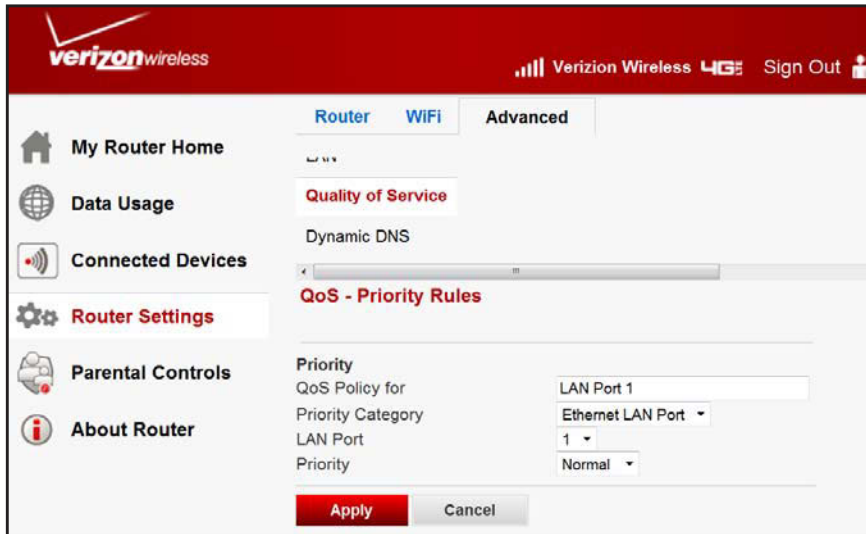 verizonwireless
Verizion Wireless 4G LTE Sign Out
Router WiFi Advanced
My Router Home
Data Usage
Connected Devices
Router Settings
Parental Controls
About Router
LAN
Quality of Service
Dynamic DNS
QoS - Priority Rules
Priority
QoS Policy for LAN Port 1
Priority Category Ethernet LAN Port
LAN Port 1
Priority Normal
Apply Cancel